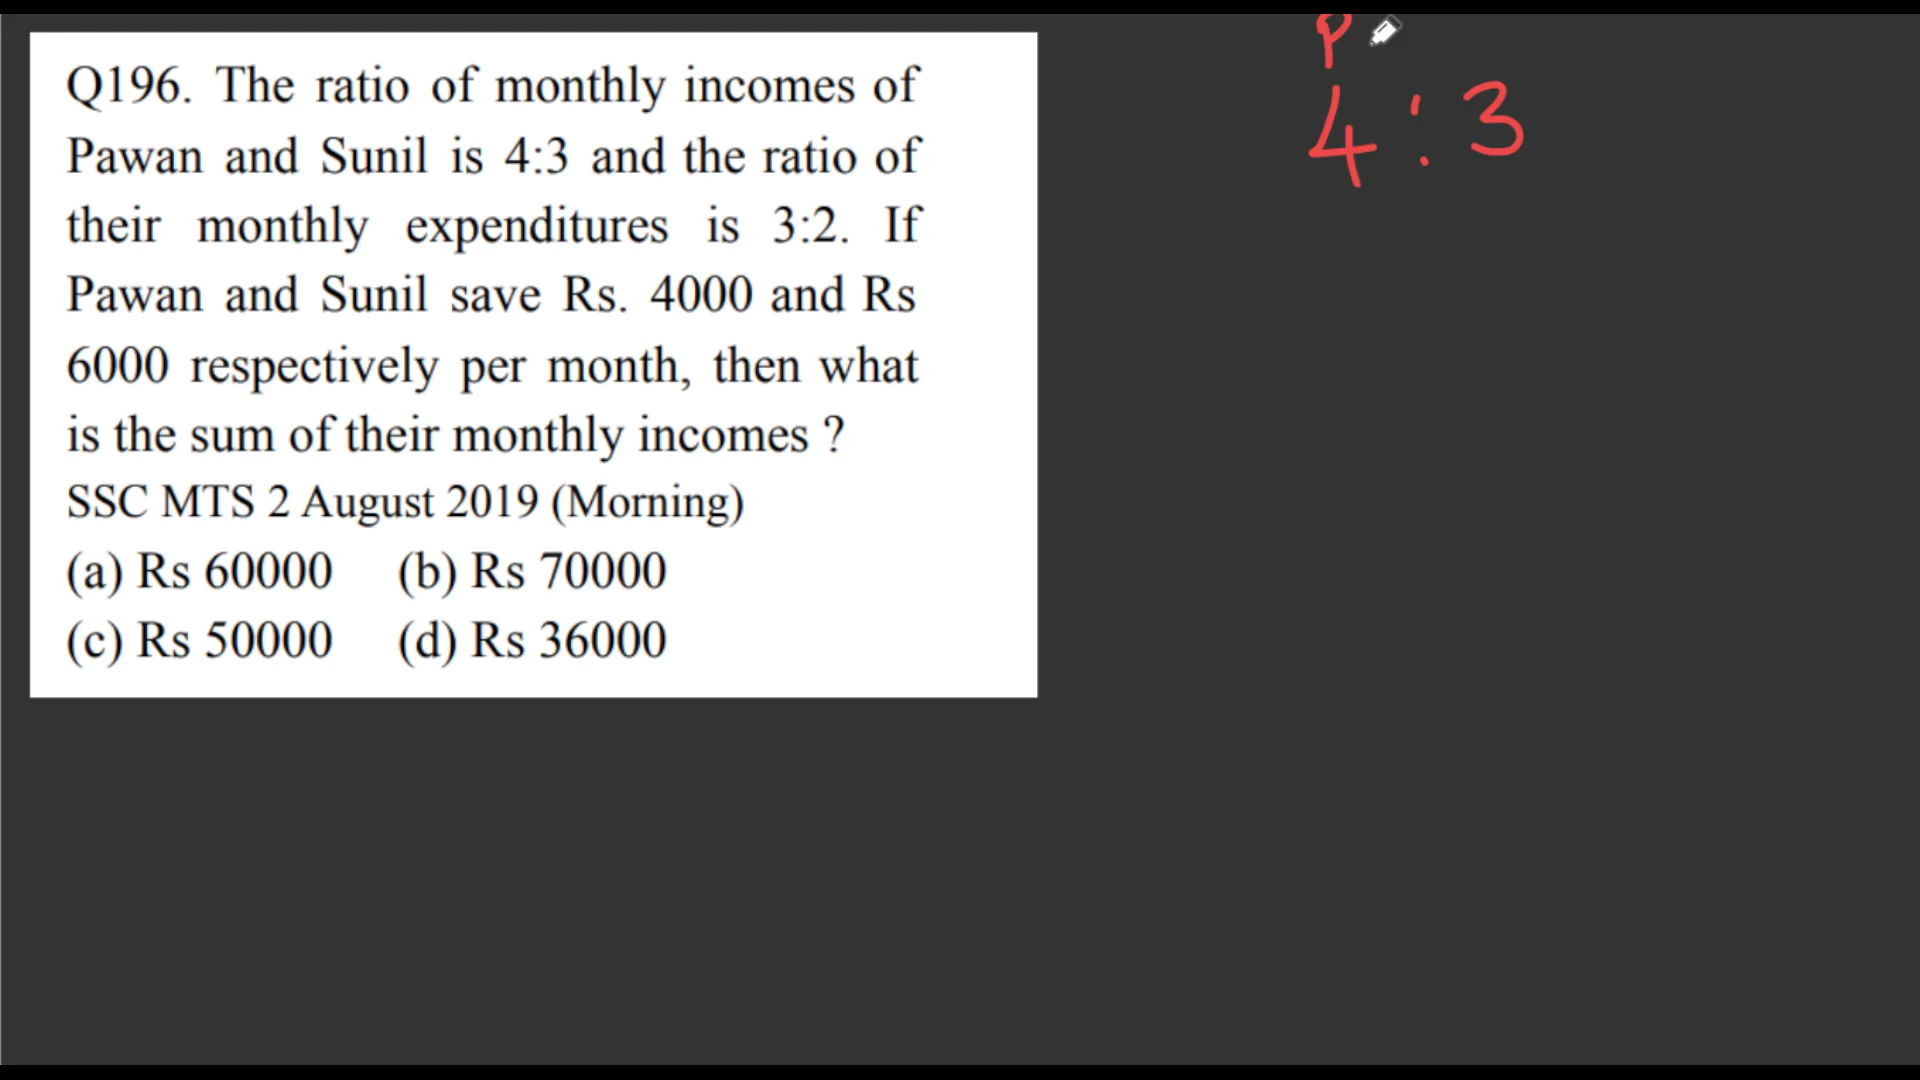 Q196. The ratio of monthly incomes of
Pawan and Sunil is 4:3 and the ratio of
their monthly expenditures is 3:2. If
Pawan and Sunil save Rs. 4000 and Rs
6000 respectively per month, then what
is the sum of their monthly incomes ?
SSC MTS 2 August 2019 (Morning)
(a) Rs 60000 (b) Rs 70000
(c) Rs 50000 (d) Rs 36000
P
4 : 3